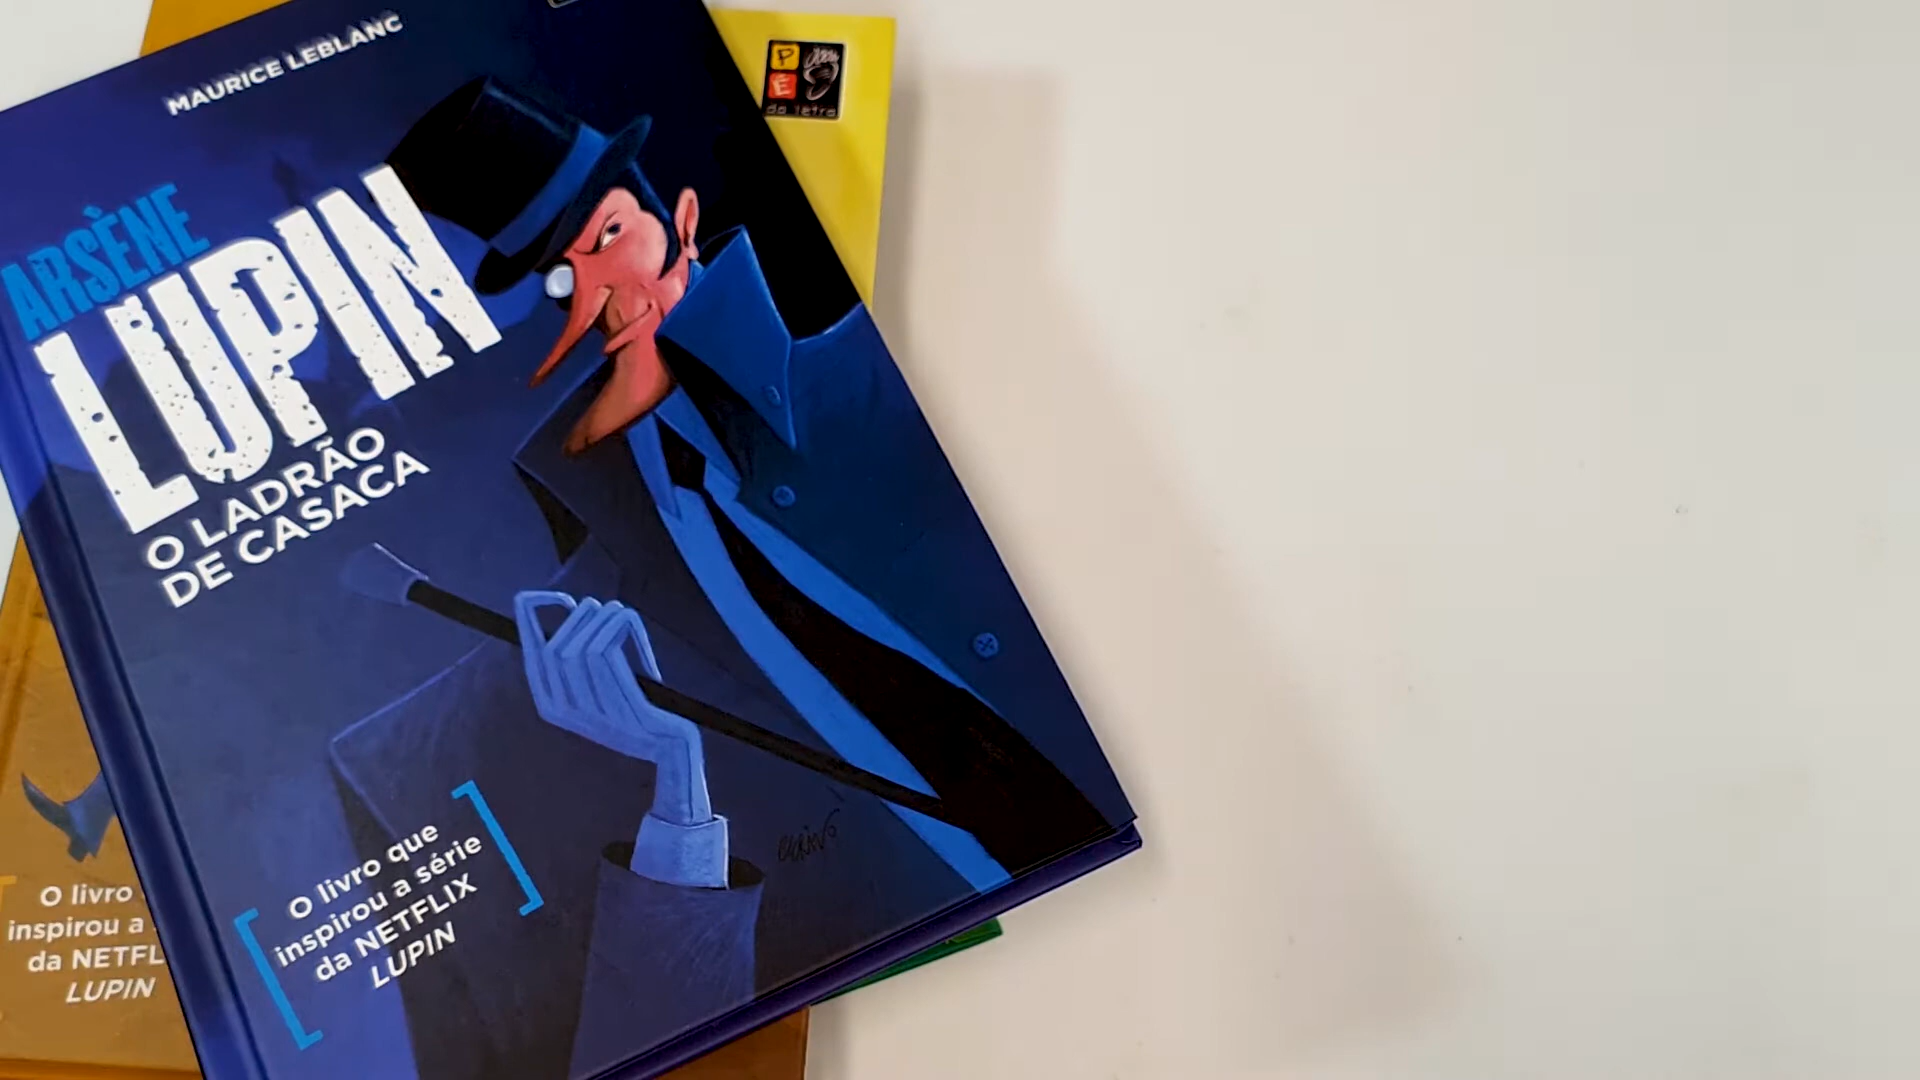 MAURICE LEBLANC
ARSÈNE
LUPIN
O LADRÃO
DE CASACA
O livro que
inspirou a série
da NETFLIX
LUPIN
PÉ
da letra
O livro
inspirou a
da NETFL
LUPIN